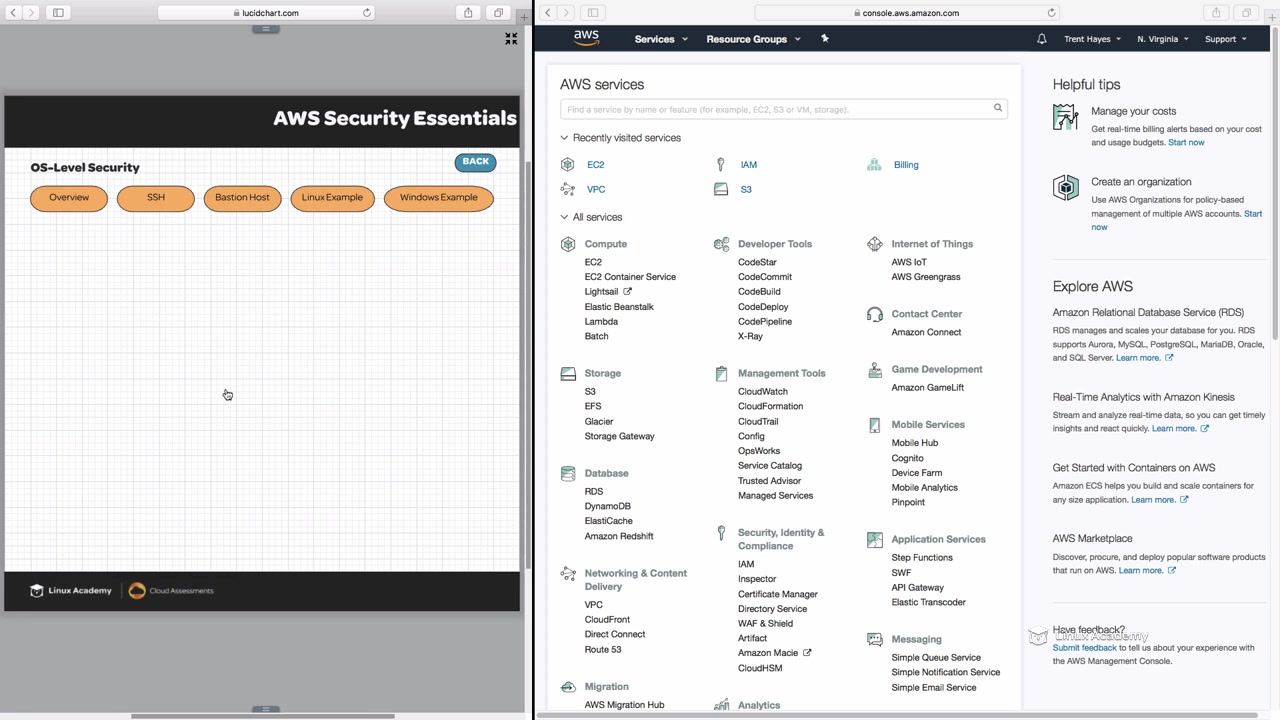 lucidchart.com
AWS Security Essentials
OS-Level Security
BACK
Overview
SSH
Bastion Host
Linux Example
Windows Example
Linux Academy
Cloud Assessments
console.aws.amazon.com
aws
Services
Resource Groups
Trent Hayes
N. Virginia
Support
AWS services
Find a service by name or feature (for example, EC2, S3 or VM, storage).
Recently visited services
EC2
IAM
Billing
VPC
S3
All services
Compute
EC2
EC2 Container Service
Lightsail
Elastic Beanstalk
Lambda
Batch
Storage
S3
EFS
Glacier
Storage Gateway
Database
RDS
DynamoDB
ElastiCache
Amazon Redshift
Networking & Content
Delivery
VPC
CloudFront
Direct Connect
Route 53
Migration
AWS Migration Hub
Developer Tools
CodeStar
CodeCommit
CodeBuild
CodeDeploy
CodePipeline
X-Ray
Management Tools
CloudWatch
CloudFormation
CloudTrail
Config
OpsWorks
Service Catalog
Trusted Advisor
Managed Services
Security, Identity &
Compliance
IAM
Inspector
Certificate Manager
Directory Service
WAF & Shield
Artifact
Amazon Macie
CloudHSM
Analytics
Internet of Things
AWS IoT
AWS Greengrass
Contact Center
Amazon Connect
Game Development
Amazon GameLift
Mobile Services
Mobile Hub
Cognito
Device Farm
Mobile Analytics
Pinpoint
Application Services
Step Functions
SWF
API Gateway
Elastic Transcoder
Messaging
Simple Queue Service
Simple Notification Service
Simple Email Service
Helpful tips
Manage your costs
Get real-time billing alerts based on your cost
and usage budgets. Start now
Create an organization
Use AWS Organizations for policy-based
management of multiple AWS accounts. Start
now
Explore AWS
Amazon Relational Database Service (RDS)
RDS manages and scales your database for you. RDS
supports Aurora, MySQL, PostgreSQL, MariaDB, Oracle,
and SQL Server. Learn more.
Real-Time Analytics with Amazon Kinesis
Stream and analyze real-time data, so you can get timely
insights and react quickly. Learn more.
Get Started with Containers on AWS
Amazon ECS helps you build and scale containers for
any size application. Learn more.
AWS Marketplace
Discover, procure, and deploy popular software products
that run on AWS. Learn more.
Have feedback?
Linux Academy
Submit feedback to tell us about your experience with
the AWS Management Console.